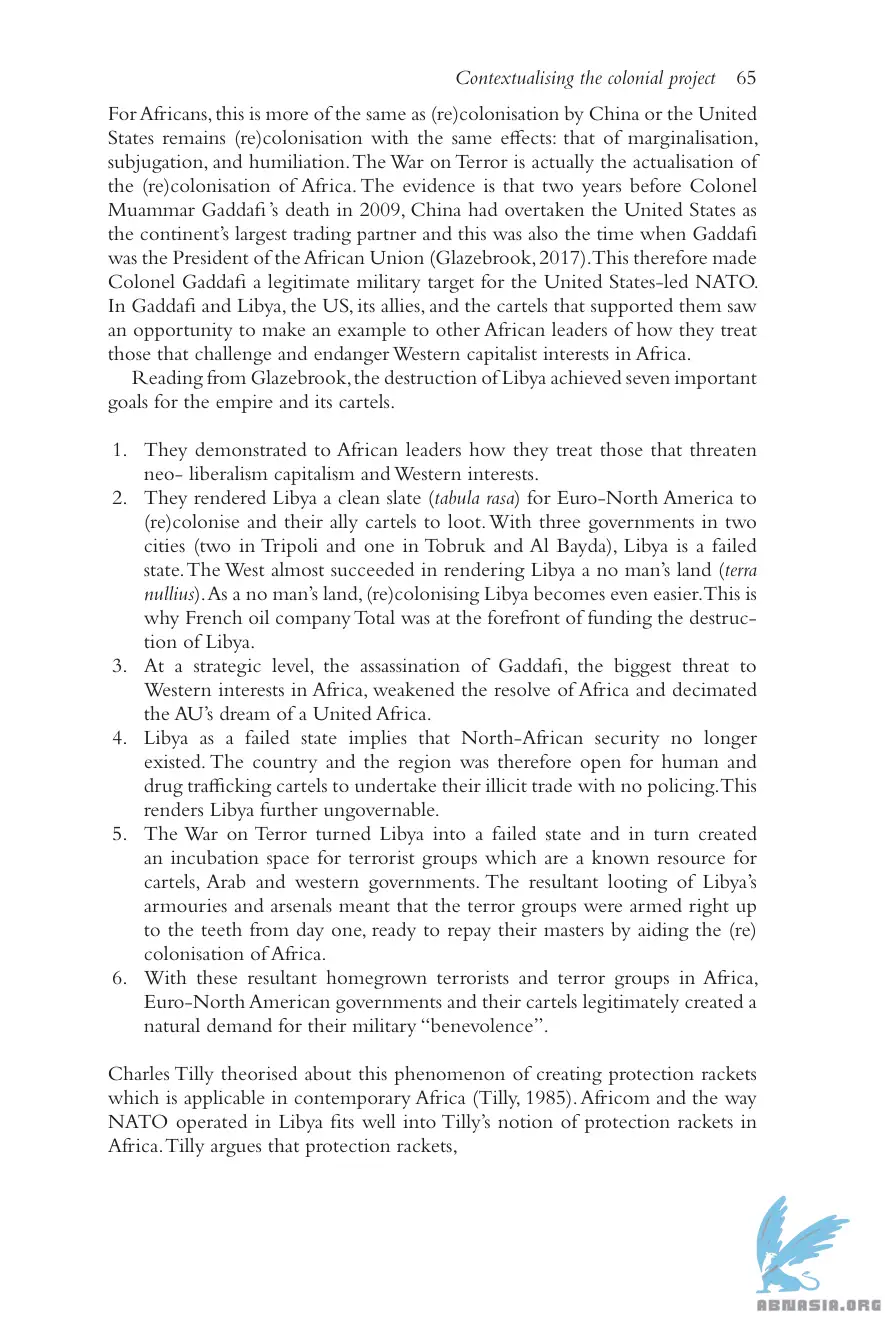 Contextualising the colonial project 65
For Africans, this is more of the same as (re)colonisation by China or the United
States remains (re)colonisation with the same effects: that of marginalisation,
subjugation, and humiliation. The War on Terror is actually the actualisation of
the (re)colonisation of Africa. The evidence is that two years before Colonel
Muammar Gaddafi's death in 2009, China had overtaken the United States as
the continent's largest trading partner and this was also the time when Gaddafi
was the President of the African Union (Glazebrook, 2017). This therefore made
Colonel Gaddafi a legitimate military target for the United States-led NATO.
In Gaddafi and Libya, the US, its allies, and the cartels that supported them saw
an opportunity to make an example to other African leaders of how they treat
those that challenge and endanger Western capitalist interests in Africa.
Reading from Glazebrook, the destruction of Libya achieved seven important
goals for the empire and its cartels.
1. They demonstrated to African leaders how they treat those that threaten
neo- liberalism capitalism and Western interests.
2. They rendered Libya a clean slate (tabula rasa) for Euro-North America to
(re)colonise and their ally cartels to loot. With three governments in two
cities (two in Tripoli and one in Tobruk and Al Bayda), Libya is a failed
state. The West almost succeeded in rendering Libya a no man's land (terra
nullius). As a no man's land, (re)colonising Libya becomes even easier. This is
why French oil company Total was at the forefront of funding the destruc-
tion of Libya.
3. At a strategic level, the assassination of Gaddafi, the biggest threat to
Western interests in Africa, weakened the resolve of Africa and decimated
the AU's dream of a United Africa.
4. Libya as a failed state implies that North-African security no longer
existed. The country and the region was therefore open for human and
drug trafficking cartels to undertake their illicit trade with no policing. This
renders Libya further ungovernable.
5. The War on Terror turned Libya into a failed state and in turn created
an incubation space for terrorist groups which are a known resource for
cartels, Arab and western governments. The resultant looting of Libya's
armouries and arsenals meant that the terror groups were armed right up
to the teeth from day one, ready to repay their masters by aiding the (re)
colonisation of Africa.
6. With these resultant homegrown terrorists and terror groups in Africa,
Euro-North American governments and their cartels legitimately created a
natural demand for their military "benevolence".
Charles Tilly theorised about this phenomenon of creating protection rackets
which is applicable in contemporary Africa (Tilly, 1985). Africom and the way
NATO operated in Libya fits well into Tilly's notion of protection rackets in
Africa. Tilly argues that protection rackets,
ABNASIA.ORG